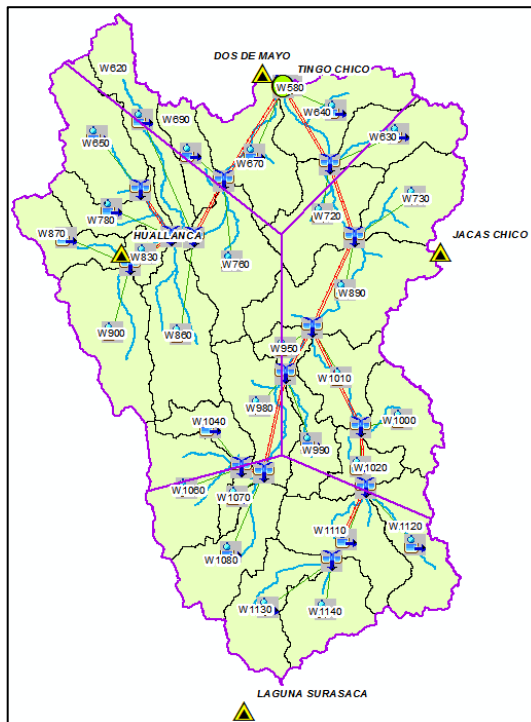 DOS DE MAYO
TINGO CHICO
W620
W580
W690
W640
W630
W650
W670
W780
W720
W730
W870
HUALLANCA
JACAS CHICO
W830
W760
W890
W900
W860
W950
W1010
W980
W1000
W1040
W990
W1020
W1060
W1070
W1110
W1120
W1080
W1130
W1140
LAGUNA SURASACA